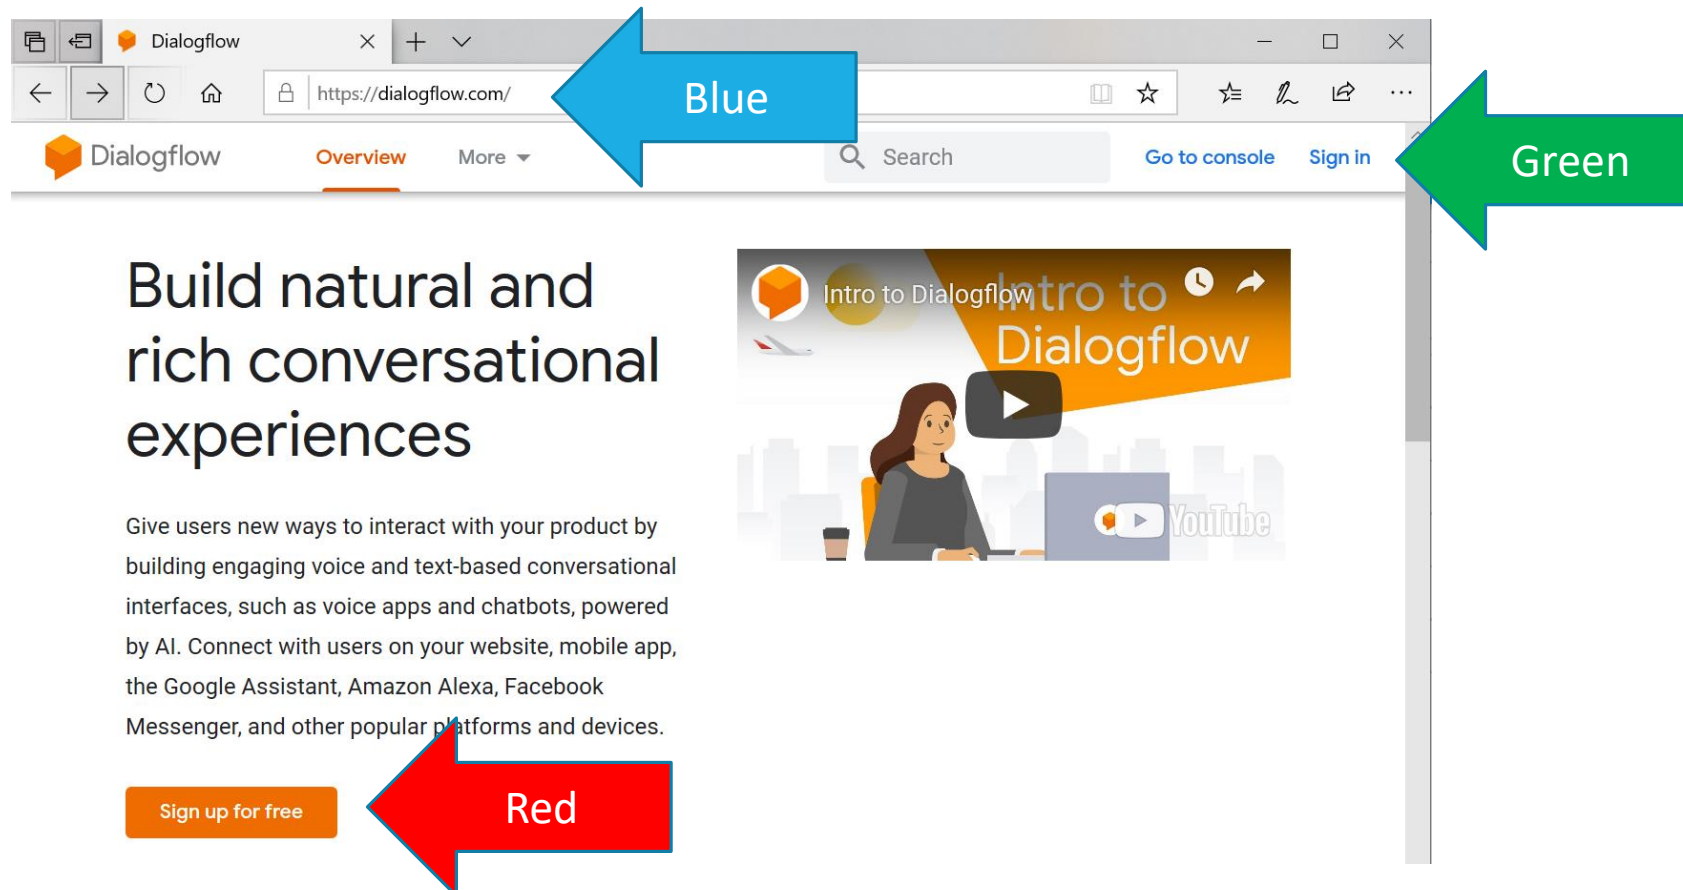 Dialogflow
https://dialogflow.com/
Blue
Dialogflow
Overview
More
Search
Go to console
Sign in
Green
Build natural and
rich conversational
experiences
Intro to Dialogflow
Intro to
Dialogflow
YouTube
Give users new ways to interact with your product by
building engaging voice and text-based conversational
interfaces, such as voice apps and chatbots, powered
by AI. Connect with users on your website, mobile app,
the Google Assistant, Amazon Alexa, Facebook
Messenger, and other popular platforms and devices.
Sign up for free
Red